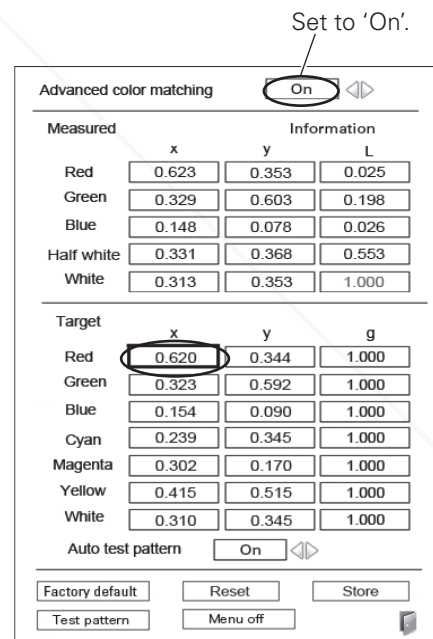 Set to ‘On’.
Advanced color matching On
Measured Information
x y L
Red 0.623 0.353 0.025
Green 0.329 0.603 0.198
Blue 0.148 0.078 0.026
Half white 0.331 0.368 0.553
White 0.313 0.353 1.000
Target
x y g
Red 0.620 0.344 1.000
Green 0.323 0.592 1.000
Blue 0.154 0.090 1.000
Cyan 0.239 0.345 1.000
Magenta 0.302 0.170 1.000
Yellow 0.415 0.515 1.000
White 0.310 0.345 1.000
Auto test pattern On
Factory default Reset Store
Test pattern Menu off